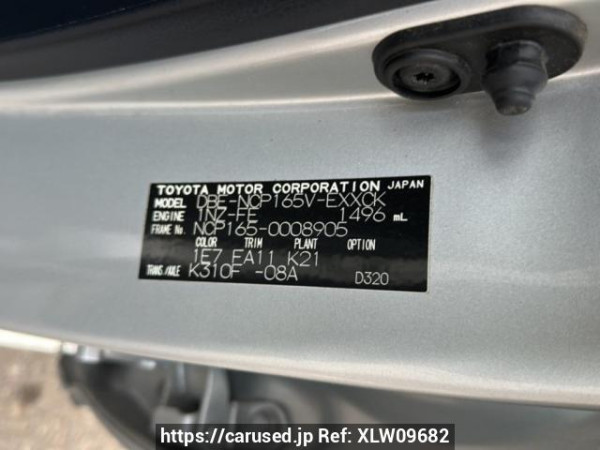 TOYOTA MOTOR CORPORATION JAPAN
MODEL DBE-NCP165V-EXXCK
ENGINE 1NZ-FE 1496 mL
FRAME No. NCP165-0008905
COLOR TRIM PLANT OPTION
1E7 EA11 K21
TRANS/AXLE K310F -08A D320
https://carused.jp Ref: XLW09682